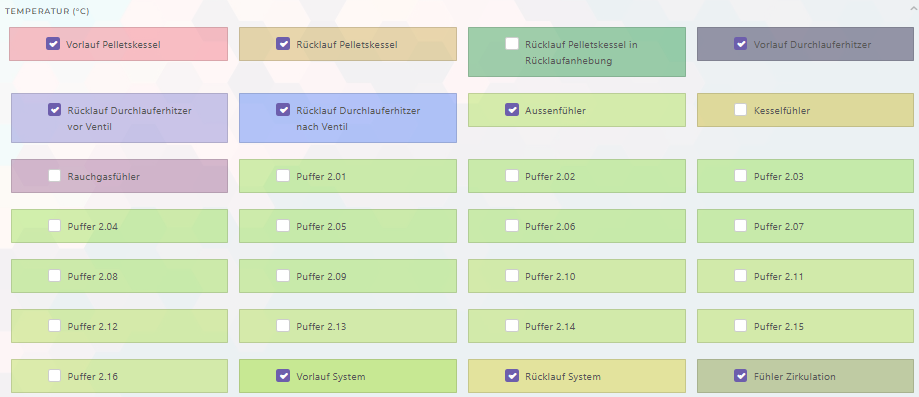 TEMPERATUR (°C)
Vorlauf Pelletskessel
Rücklauf Pelletskessel
Rücklauf Pelletskessel in
Rücklaufanhebung
Vorlauf Durchlauferhitzer
Rücklauf Durchlauferhitzer
vor Ventil
Rücklauf Durchlauferhitzer
nach Ventil
Aussenfühler
Kesselfühler
Rauchgasfühler
Puffer 2.01
Puffer 2.02
Puffer 2.03
Puffer 2.04
Puffer 2.05
Puffer 2.06
Puffer 2.07
Puffer 2.08
Puffer 2.09
Puffer 2.10
Puffer 2.11
Puffer 2.12
Puffer 2.13
Puffer 2.14
Puffer 2.15
Puffer 2.16
Vorlauf System
Rücklauf System
Fühler Zirkulation